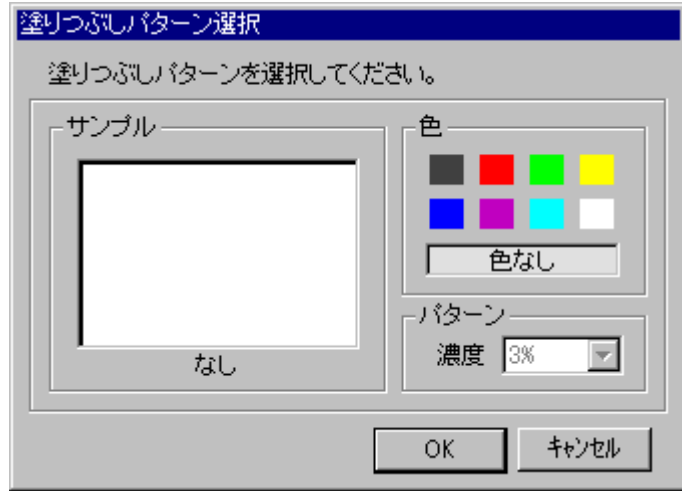 塗りつぶしパターン選択
塗りつぶしパターンを選択してください。
サンプル
なし
色
色なし
パターン
濃度 3%
OK ｷｬﾝｾﾙ